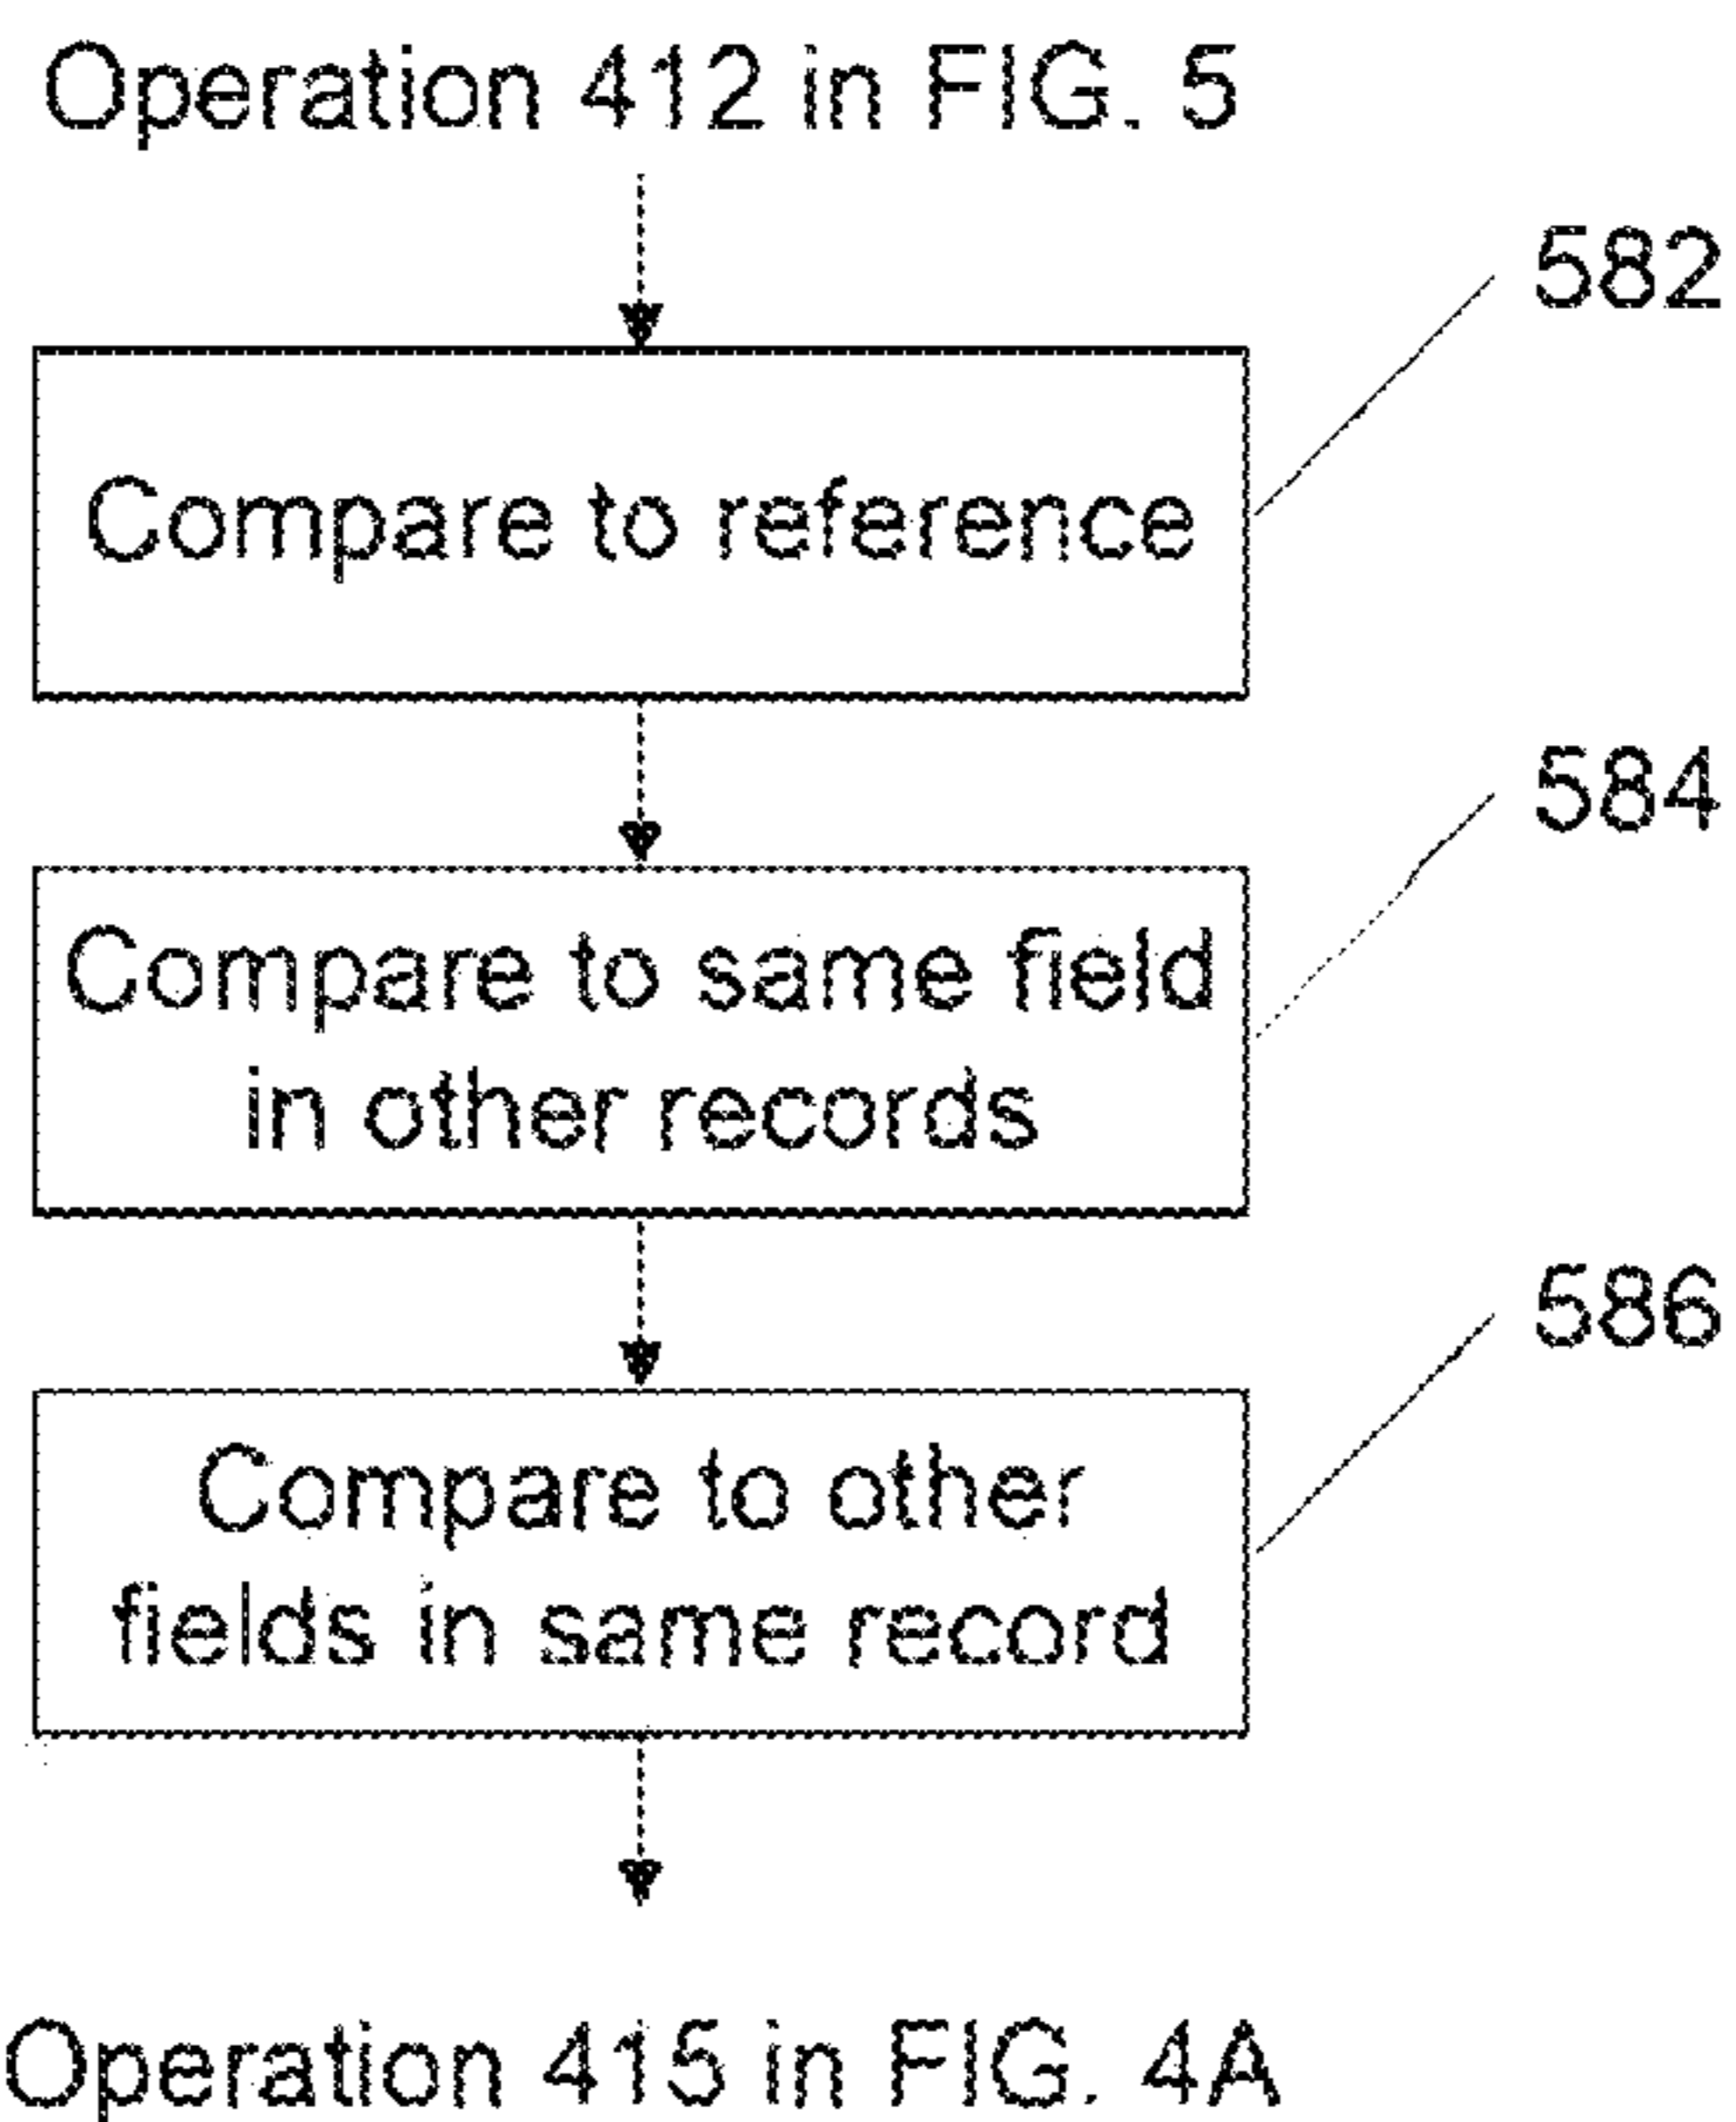 Operation 412 in FIG. 5
582
Compare to reference
584
Compare to same field
in other records
586
Compare to other
fields in same record
Operation 415 in FIG. 4A